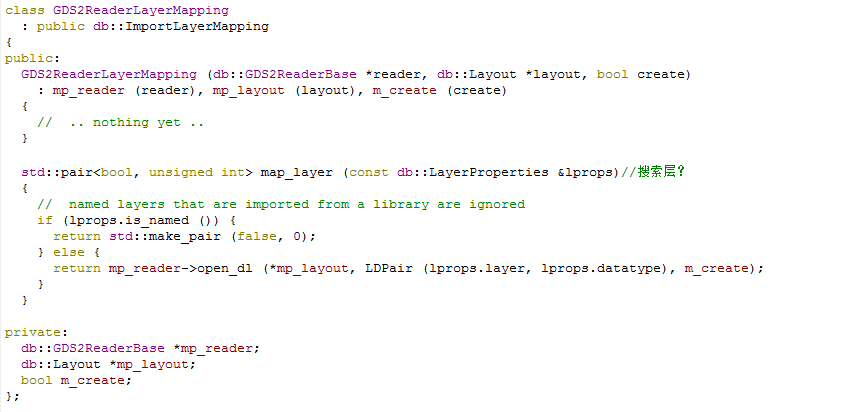 class GDS2ReaderLayerMapping
  : public db::ImportLayerMapping
{
public:
  GDS2ReaderLayerMapping (db::GDS2ReaderBase *reader, db::Layout *layout, bool create)
    : mp_reader (reader), mp_layout (layout), m_create (create)
  {
    //  .. nothing yet ..
  }

  std::pair<bool, unsigned int> map_layer (const db::LayerProperties &lprops)//搜索层?
  {
    //  named layers that are imported from a library are ignored
    if (lprops.is_named ()) {
      return std::make_pair (false, 0);
    } else {
      return mp_reader->open_dl (*mp_layout, LDPair (lprops.layer, lprops.datatype), m_create);
    }
  }

private:
  db::GDS2ReaderBase *mp_reader;
  db::Layout *mp_layout;
  bool m_create;
};